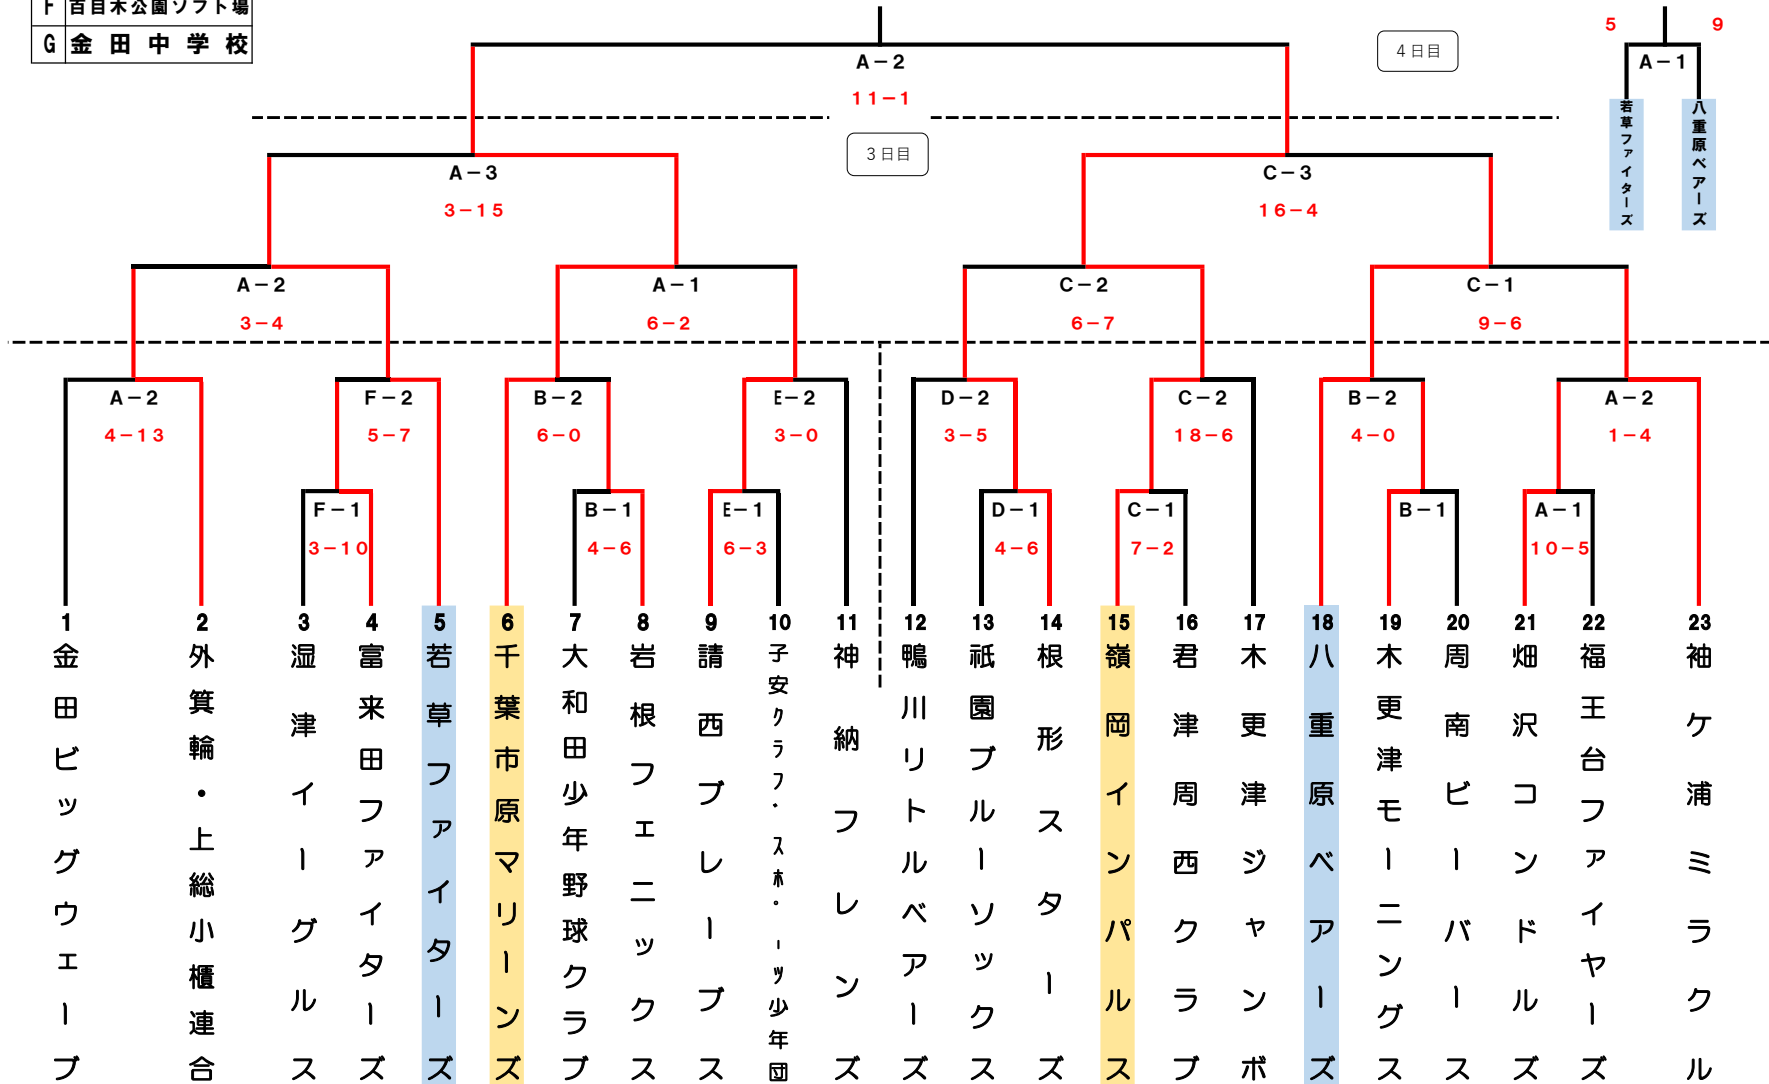 F 百目木公園ソフト場
G 金田中学校
5 9
A-1
若草ファイターズ
八重原ベアーズ
4日目
A-2
11-1
3日目
A-3
3-15
C-3
16-4
A-2
3-4
A-1
6-2
C-2
6-7
C-1
9-6
A-2
4-13
F-2
5-7
B-2
6-0
E-2
3-0
D-2
3-5
C-2
18-6
B-2
4-0
A-2
1-4
F-1
3-10
B-1
4-6
E-1
6-3
D-1
4-6
C-1
7-2
B-1
A-1
10-5
1 金田ビッグウェーブ
2 外箕輪・上総小櫃連合
3 湿津イーグルス
4 富来田ファイターズ
5 若草ファイターズ
6 千葉市原マリーンズ
7 大和田少年野球クラブ
8 岩根フェニックス
9 請西ブレーブス
10 子安クラブ・スポーツ少年団
11 神納フレンズ
12 鴨川リトルベアーズ
13 祇園ブルーソックス
14 根形スターズ
15 嶺岡インパルス
16 君津周西クラブ
17 木更津ジャンボ
18 八重原ベアーズ
19 木更津モーニングス
20 周南ビーバース
21 畑沢コンドルズ
22 福王台ファイヤーズ
23 袖ケ浦ミラクル